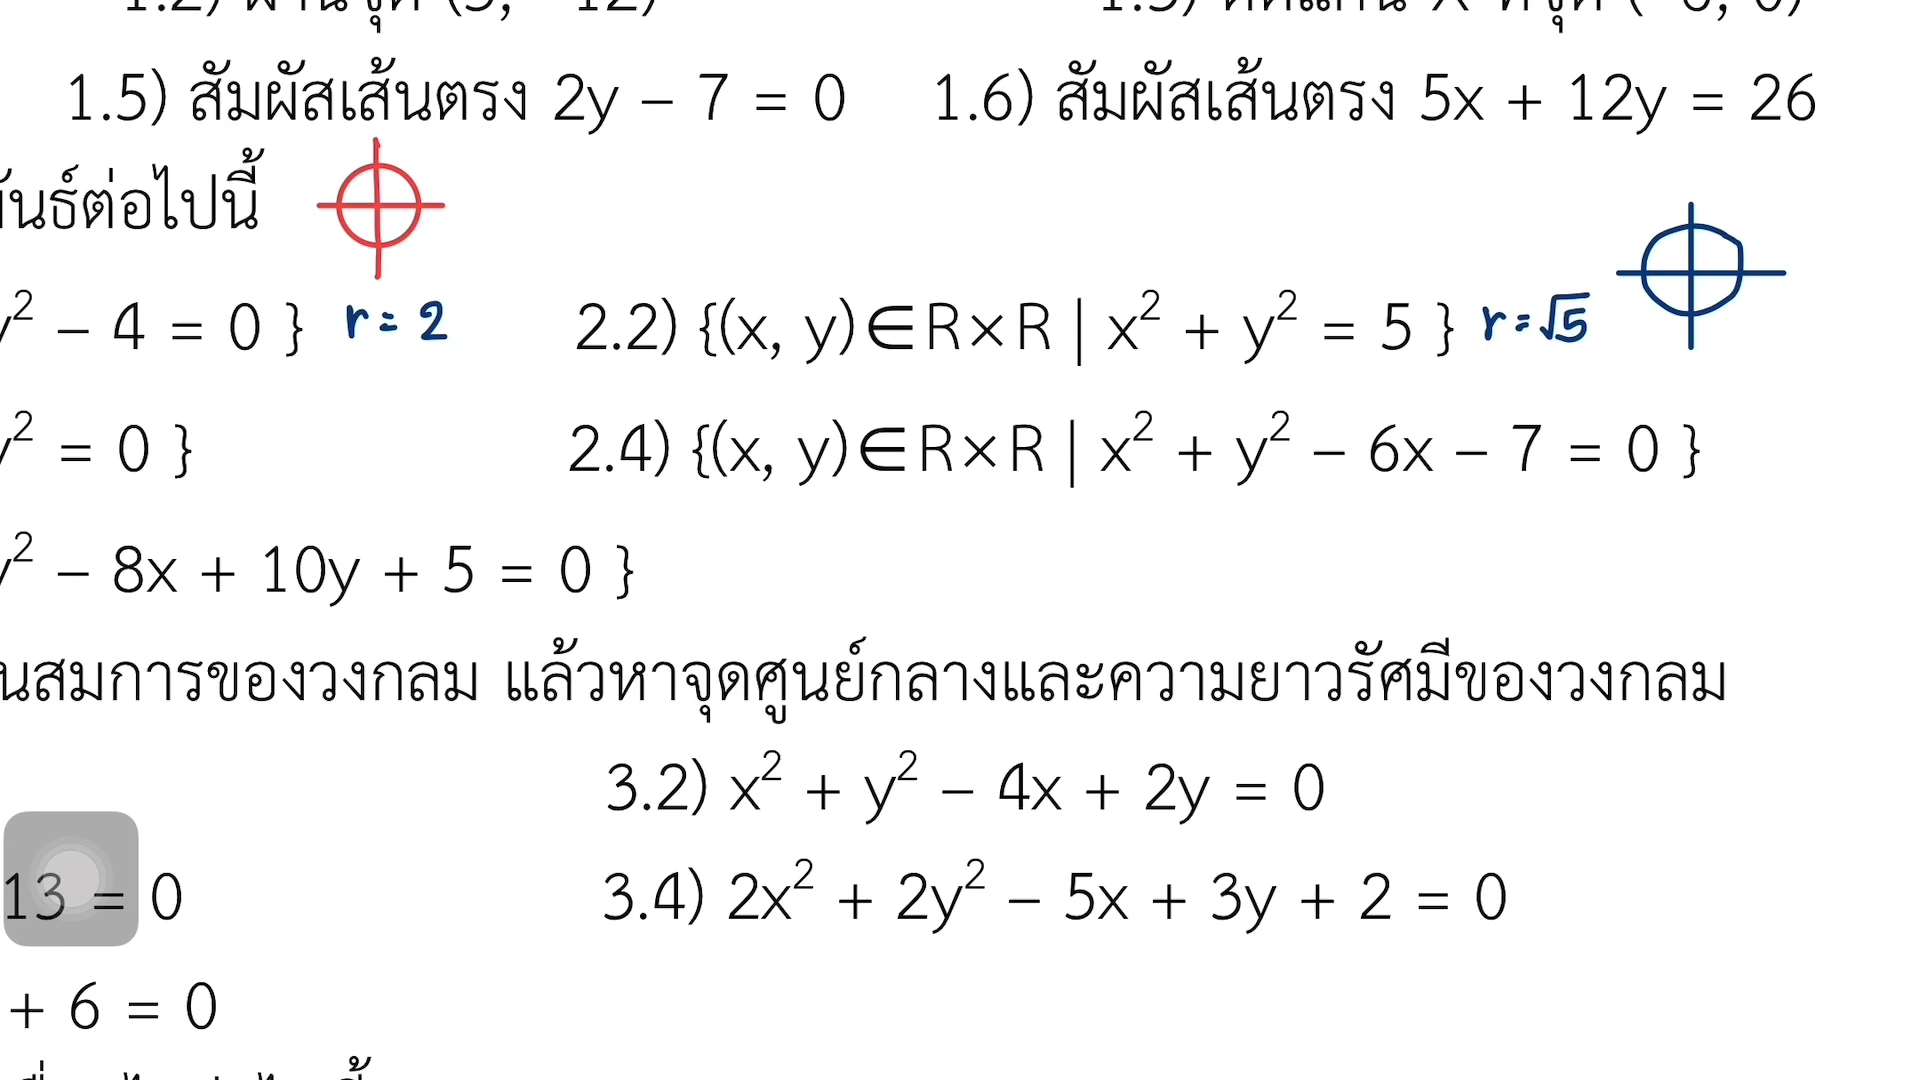 1.5) สัมผัสเส้นตรง 2y – 7 = 0 1.6) สัมผัสเส้นตรง 5x + 12y = 26
ต่อไปนี้
y² – 4 = 0 } r = 2 2.2) {(x, y)∈R×R | x² + y² = 5 } r = √5
y² = 0 } 2.4) {(x, y)∈R×R | x² + y² – 6x – 7 = 0 }
y² – 8x + 10y + 5 = 0 }
นสมการของวงกลม แล้วหาจุดศูนย์กลางและความยาวรัศมีของวงกลม
3.2) x² + y² – 4x + 2y = 0
13 = 0 3.4) 2x² + 2y² – 5x + 3y + 2 = 0
+ 6 = 0